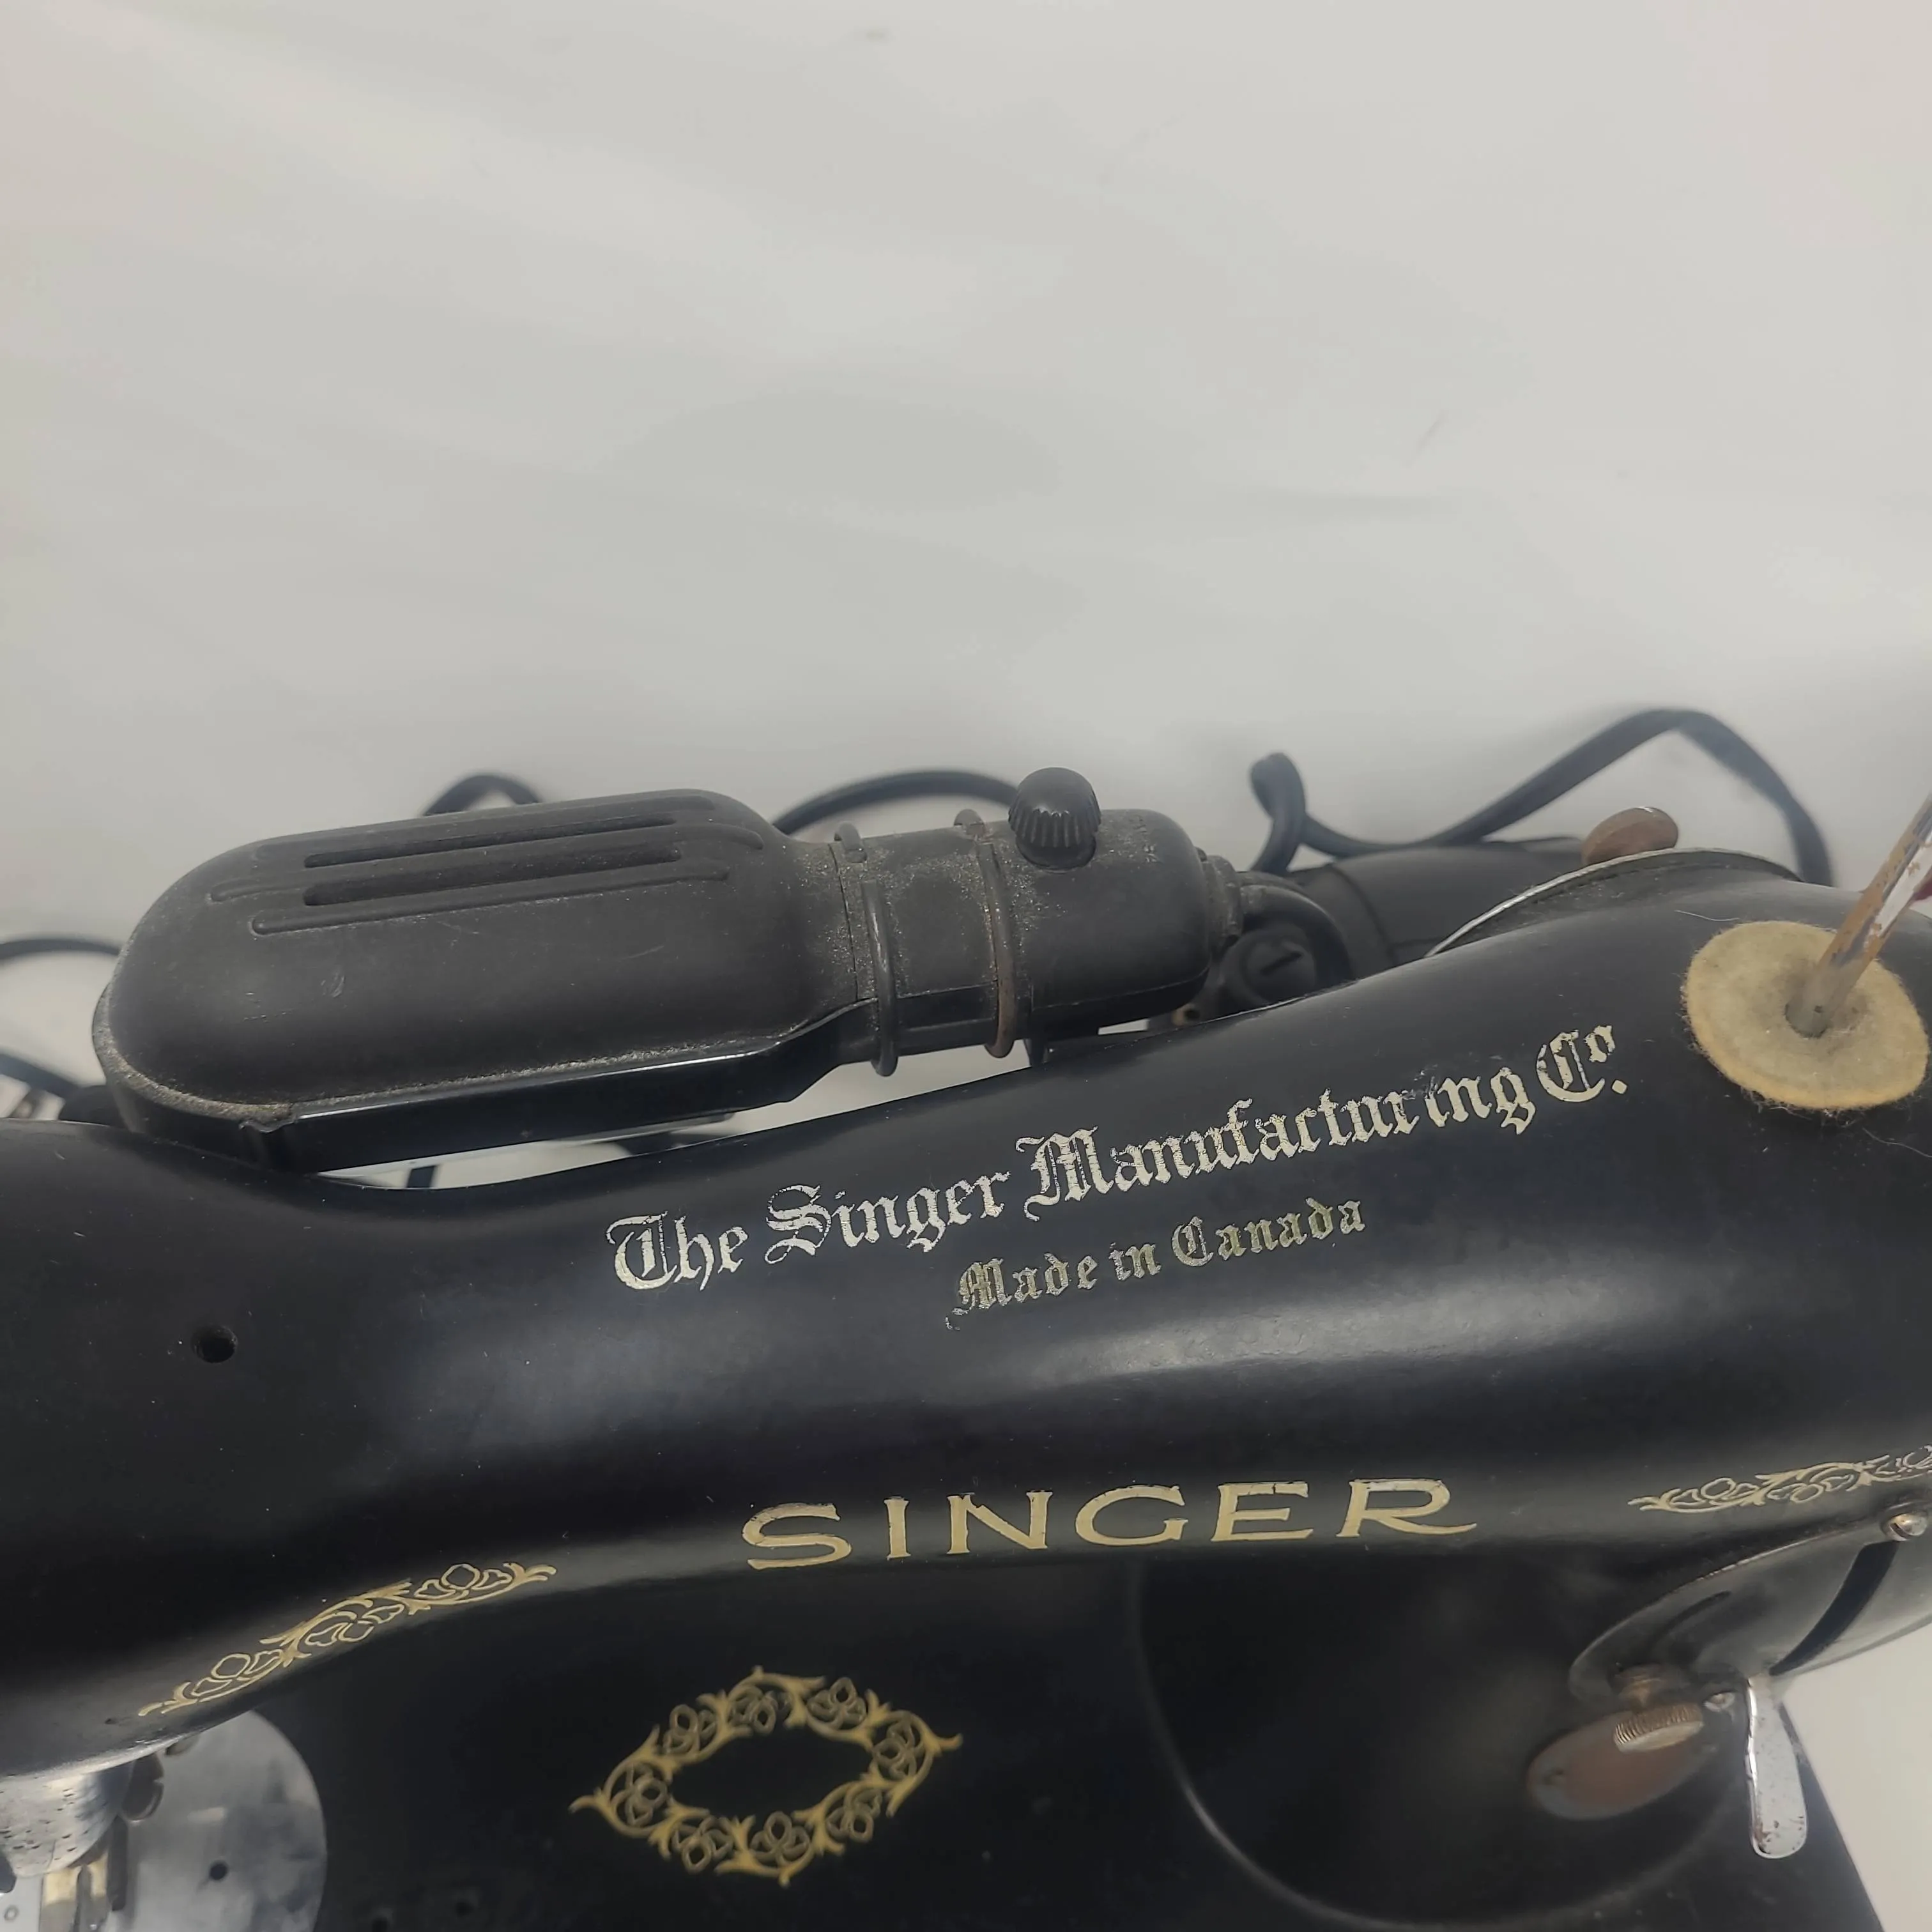 The Singer Manufacturing Co.
Made in Canada
SINGER